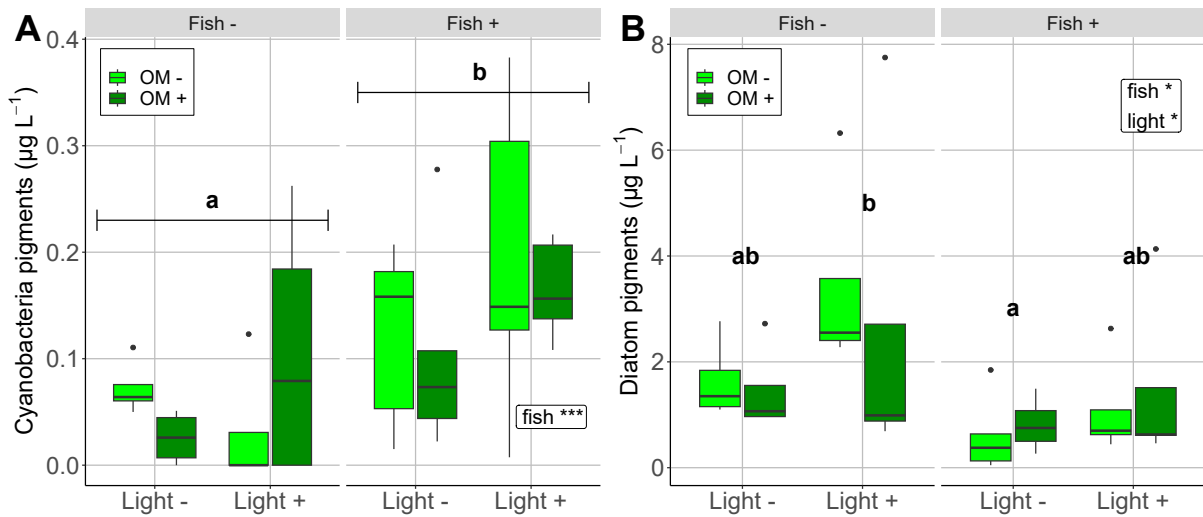 A
Fish -
Fish +
Cyanobacteria pigments (µg L⁻¹)
0.4
0.3
0.2
0.1
0.0
OM -
OM +
a
b
fish ***
Light -
Light +
Light -
Light +
B
Fish -
Fish +
Diatom pigments (µg L⁻¹)
8
6
4
2
0
OM -
OM +
fish *
light *
ab
b
a
ab
Light -
Light +
Light -
Light +